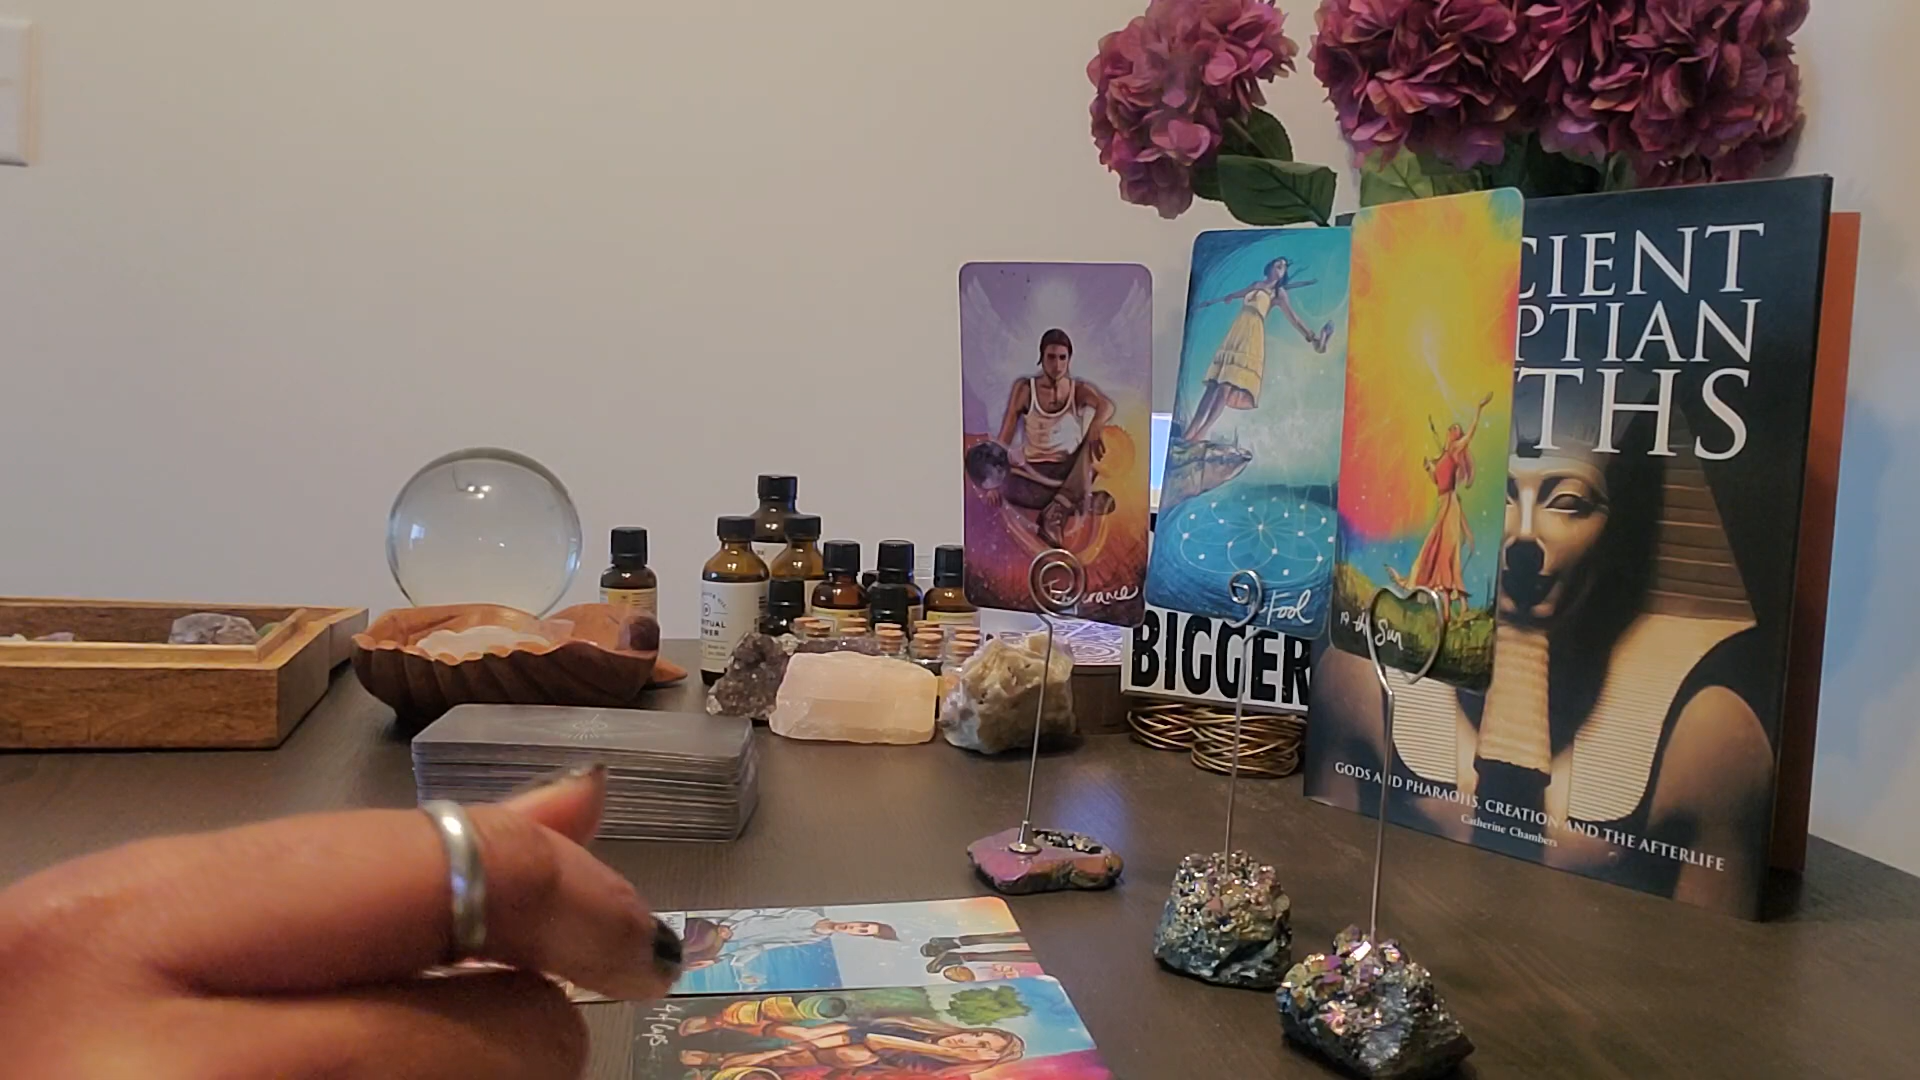 CIENT
PTIAN
THS
GODS AND PHARAOHS, CREATION AND THE AFTERLIFE
Catherine Chambers
Fool
19 the Sun
BIGGER
4 of Cups